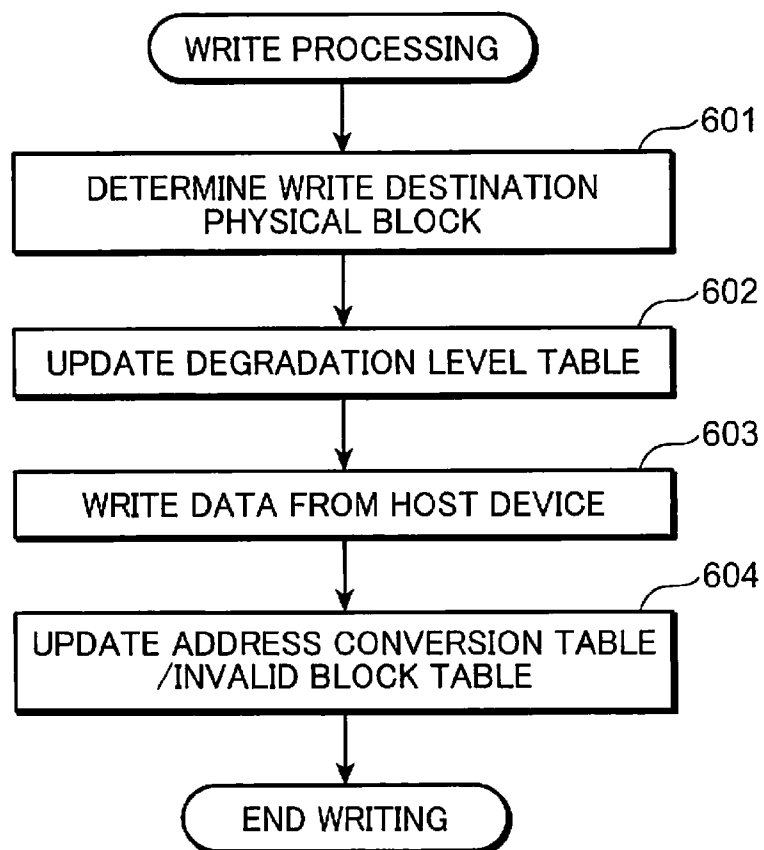 WRITE PROCESSING
601
DETERMINE WRITE DESTINATION
PHYSICAL BLOCK
602
UPDATE DEGRADATION LEVEL TABLE
603
WRITE DATA FROM HOST DEVICE
604
UPDATE ADDRESS CONVERSION TABLE
/INVALID BLOCK TABLE
END WRITING